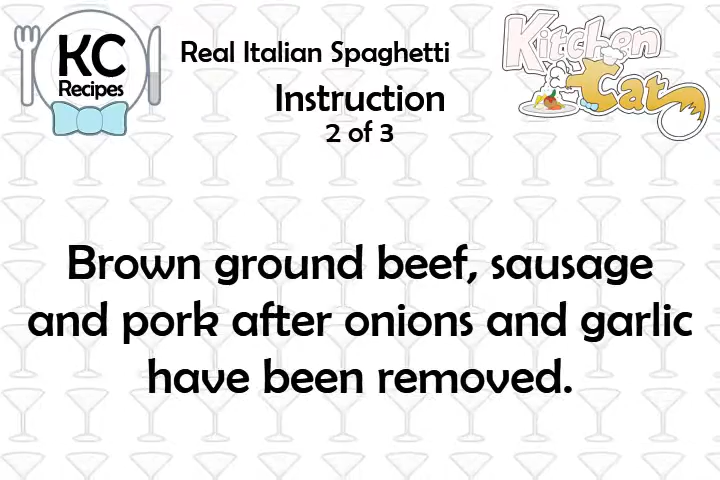 KC
Recipes
Real Italian Spaghetti
Instruction
2 of 3
Kitchen
Cat
Brown ground beef, sausage
and pork after onions and garlic
have been removed.